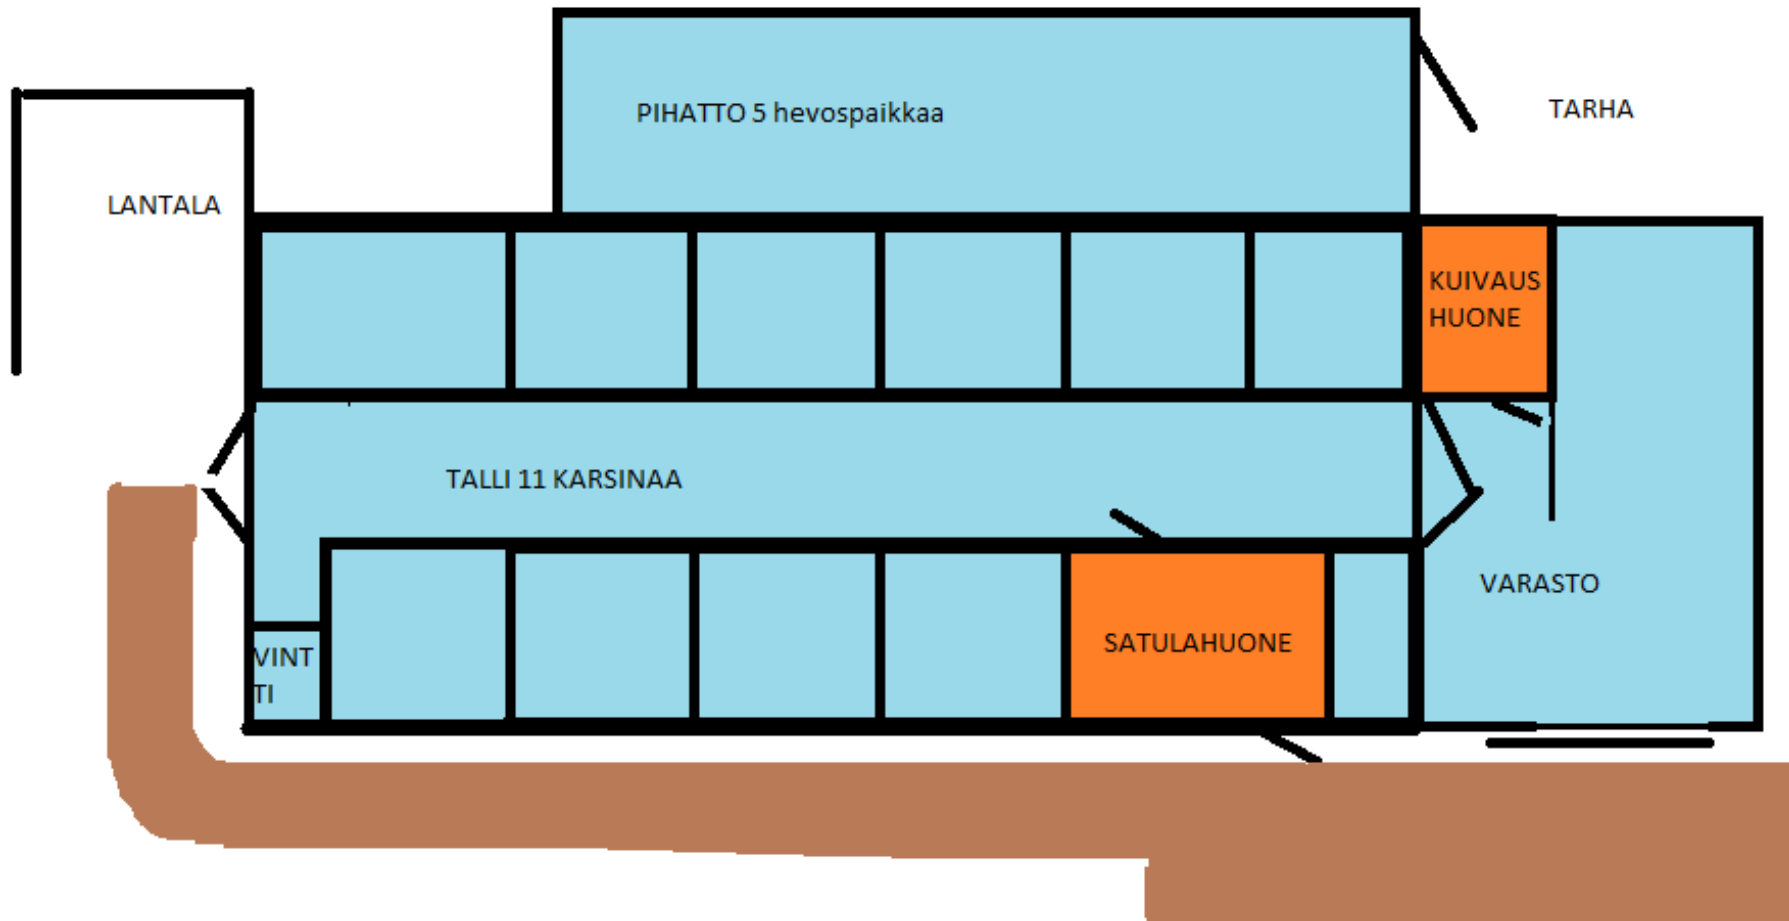 PIHATTO 5 hevospaikkaa
TARHA
LANTALA
KUIVAUS
HUONE
TALLI 11 KARSINAA
VARASTO
SATULAHUONE
VINT
TI